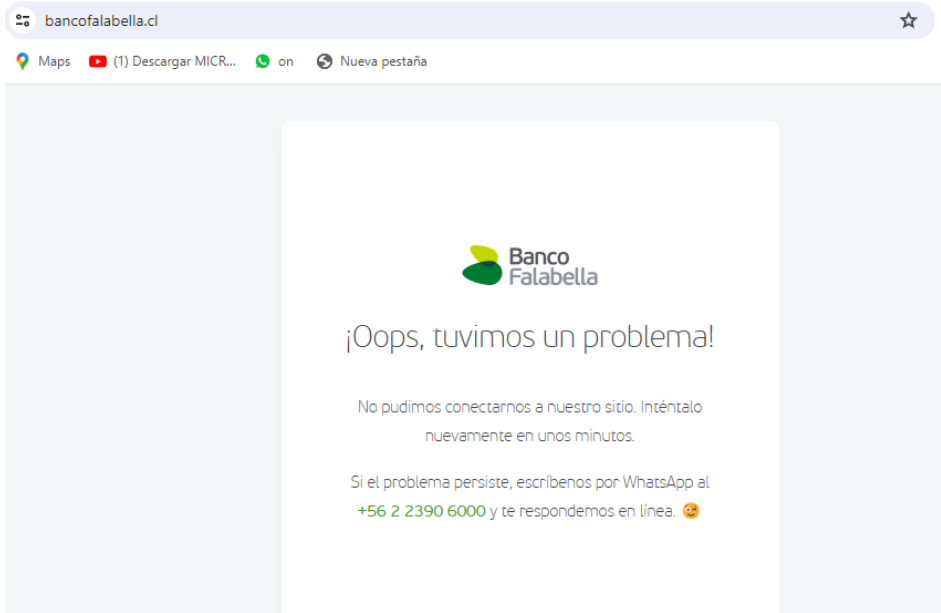 bancofalabella.cl
Maps (1) Descargar MICR... on Nueva pestaña
Banco
Falabella
¡Oops, tuvimos un problema!
No pudimos conectarnos a nuestro sitio. Inténtalo
nuevamente en unos minutos.
Si el problema persiste, escríbenos por WhatsApp al
+56 2 2390 6000 y te respondemos en línea. 😉